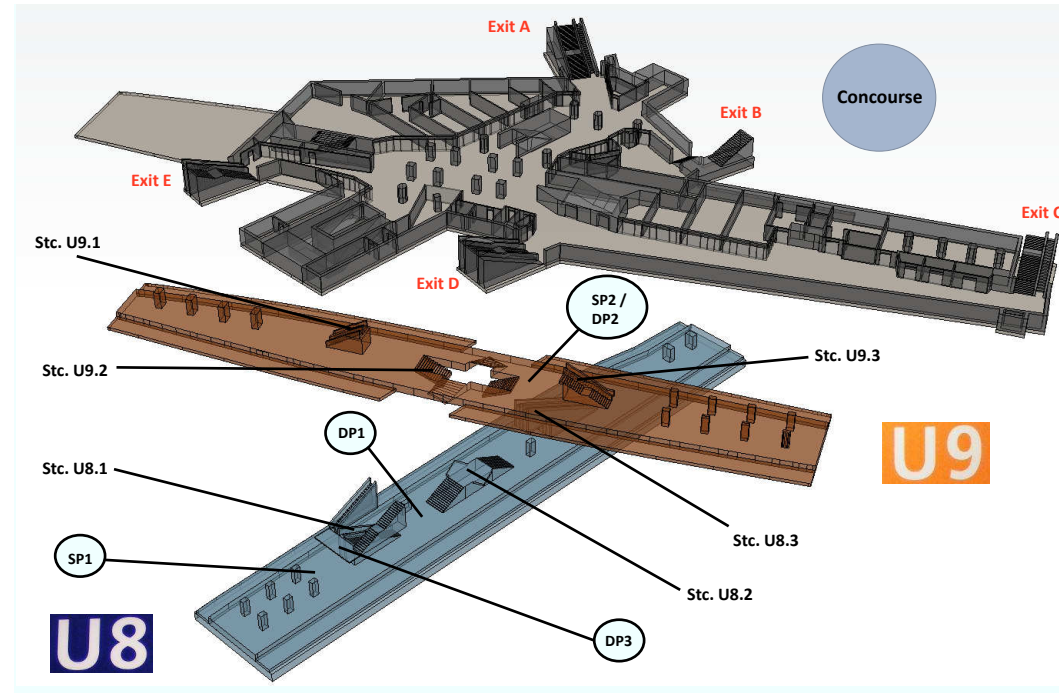 Exit A
Concourse
Exit B
Exit E
Exit C
Stc. U9.1
Exit D
SP2 /
DP2
Stc. U9.3
Stc. U9.2
DP1
U9
Stc. U8.1
Stc. U8.3
SP1
Stc. U8.2
DP3
U8